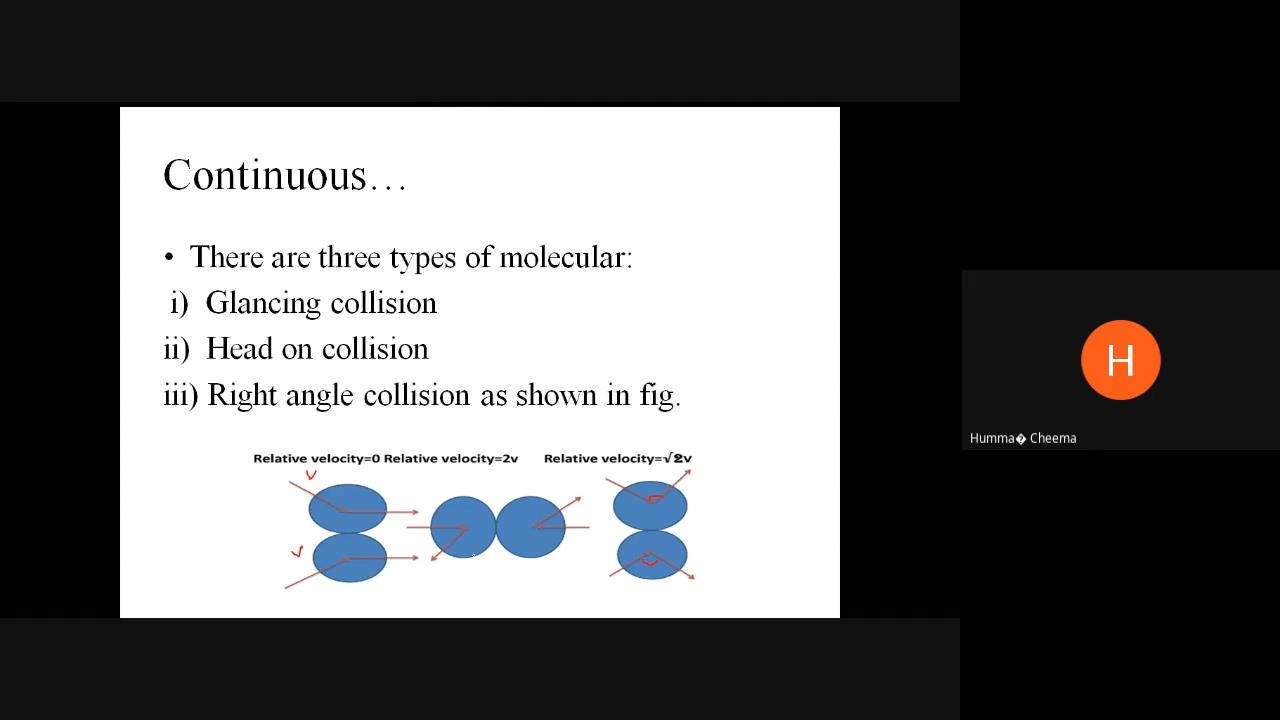 Continuous…
• There are three types of molecular:
i) Glancing collision
ii) Head on collision
iii) Right angle collision as shown in fig.
Relative velocity=0 Relative velocity=2v Relative velocity=√2v
v
v
H
Humma� Cheema